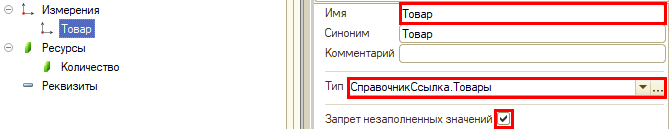 Измерения
Товар
Ресурсы
Количество
Реквизиты
Имя Товар
Синоним Товар
Комментарий
Тип СправочникСсылка.Товары ...
Запрет незаполненных значений